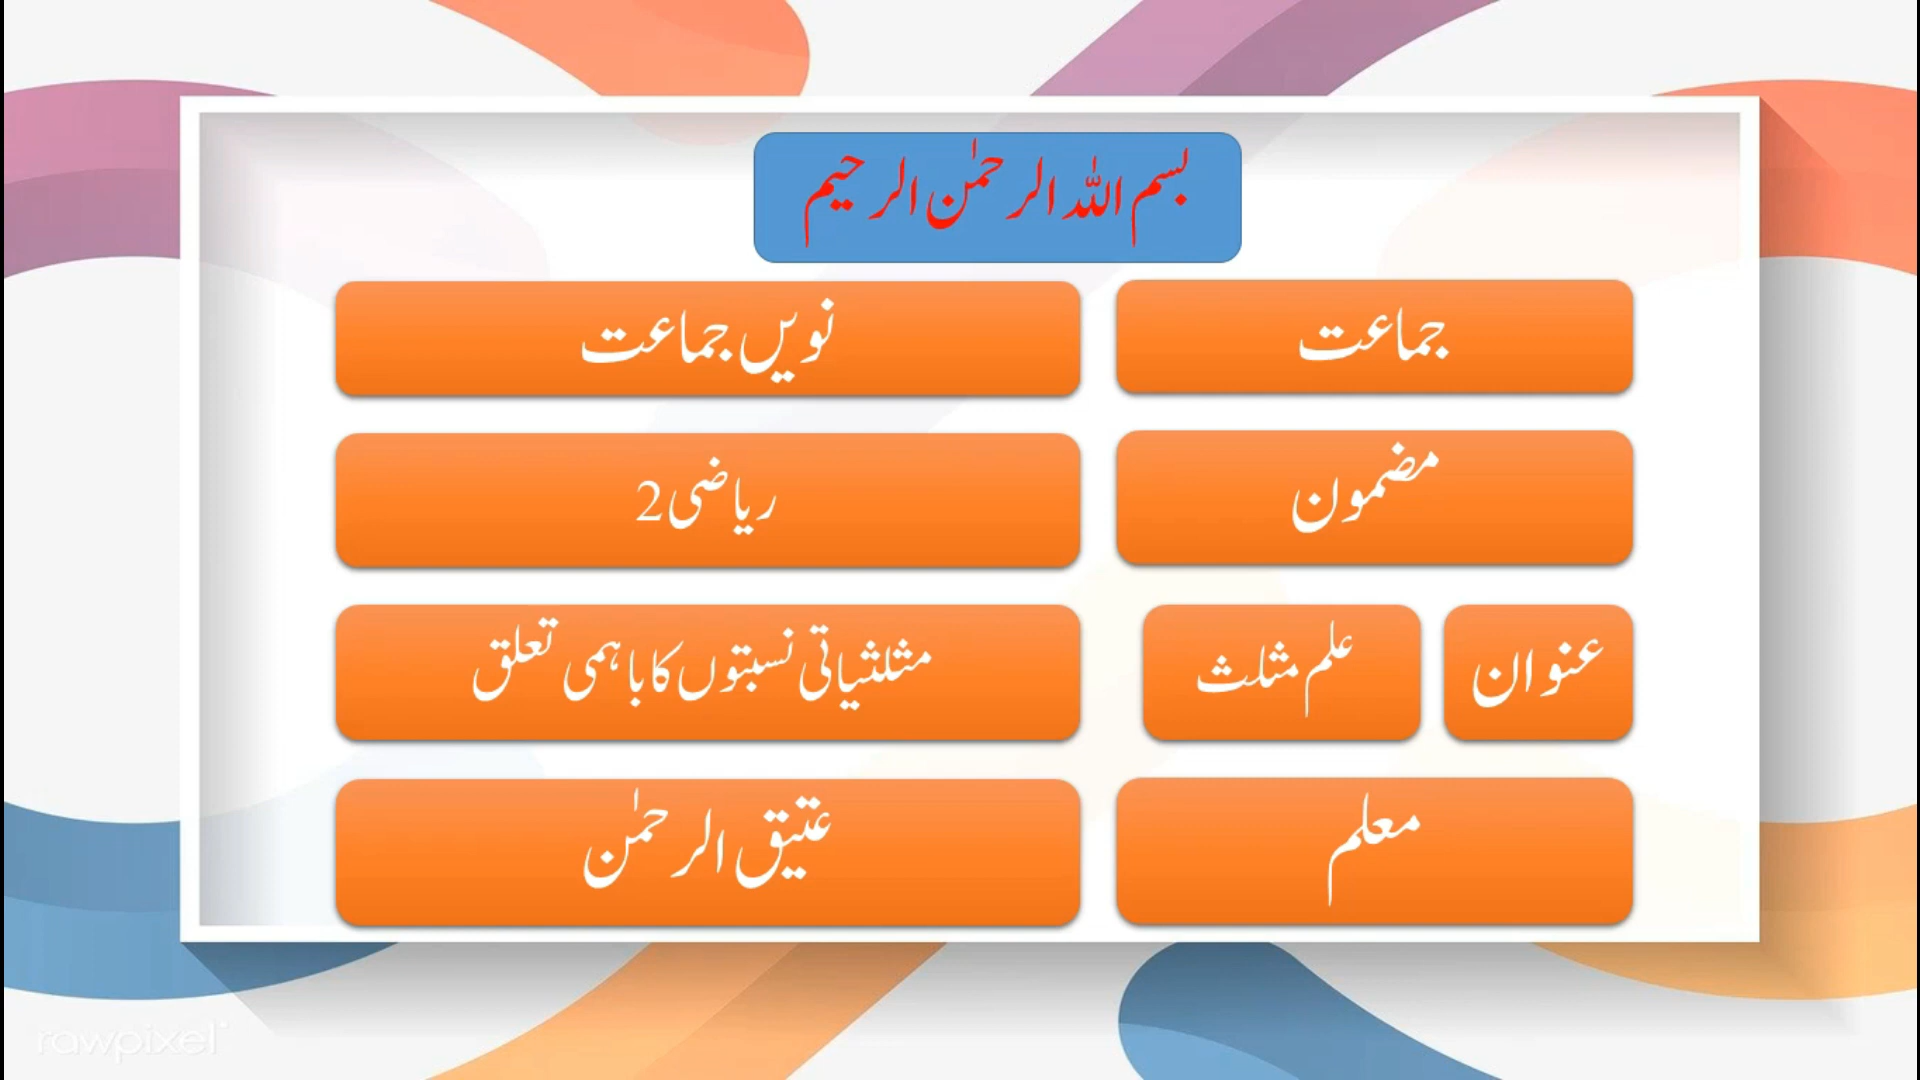 بسم اللہ الرحمٰن الرحیم
جماعت
نویں جماعت
مضمون
ریاضی 2
عنوان
علم مثلث
مثلثیاتی نسبتوں کا باہمی تعلق
معلم
عتیق الرحمٰن
rawpixel